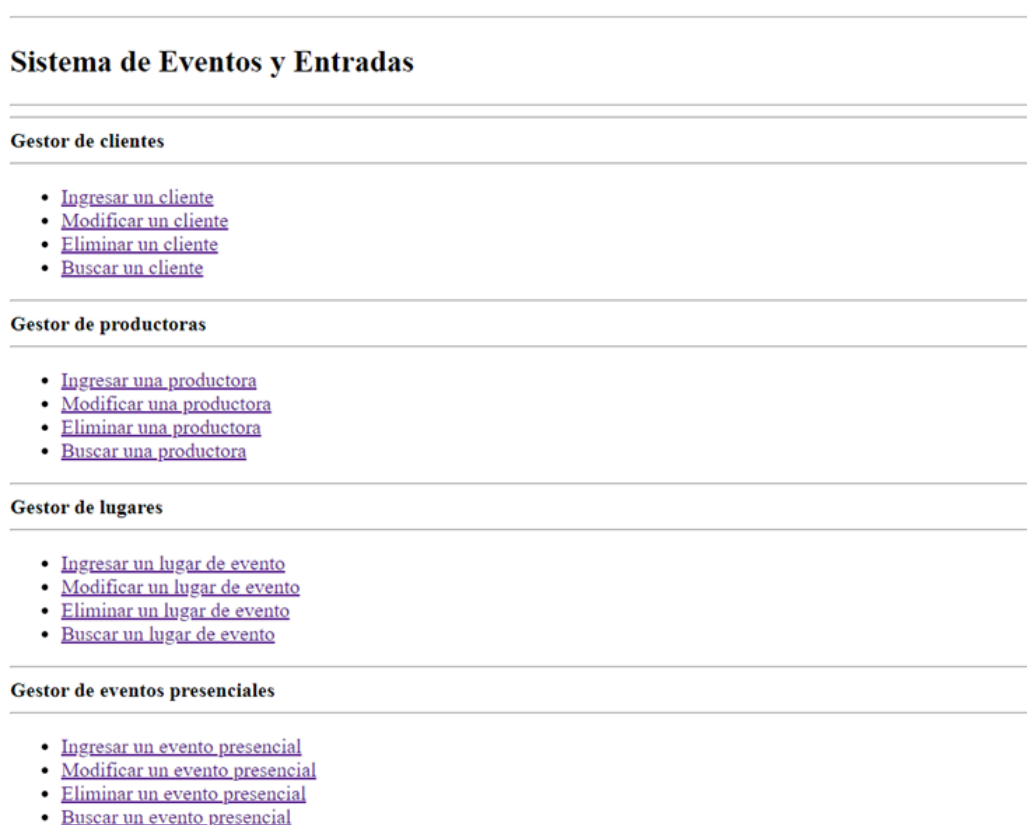 Sistema de Eventos y Entradas
Gestor de clientes
Ingresar un cliente
Modificar un cliente
Eliminar un cliente
Buscar un cliente
Gestor de productoras
Ingresar una productora
Modificar una productora
Eliminar una productora
Buscar una productora
Gestor de lugares
Ingresar un lugar de evento
Modificar un lugar de evento
Eliminar un lugar de evento
Buscar un lugar de evento
Gestor de eventos presenciales
Ingresar un evento presencial
Modificar un evento presencial
Eliminar un evento presencial
Buscar un evento presencial